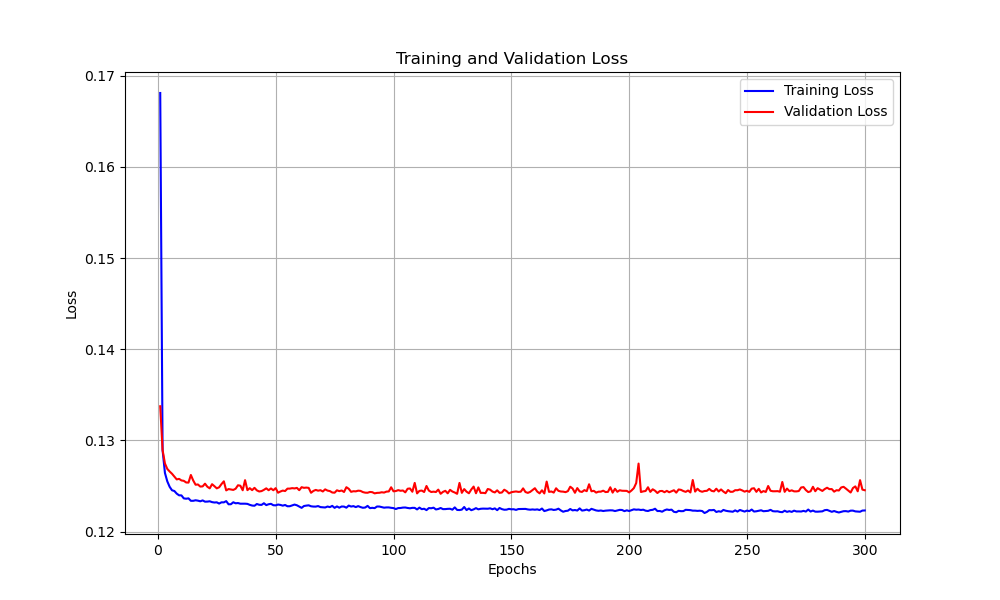 Training and Validation Loss
Training Loss
Validation Loss
0.17
0.16
0.15
0.14
0.13
0.12
Loss
0
50
100
150
200
250
300
Epochs